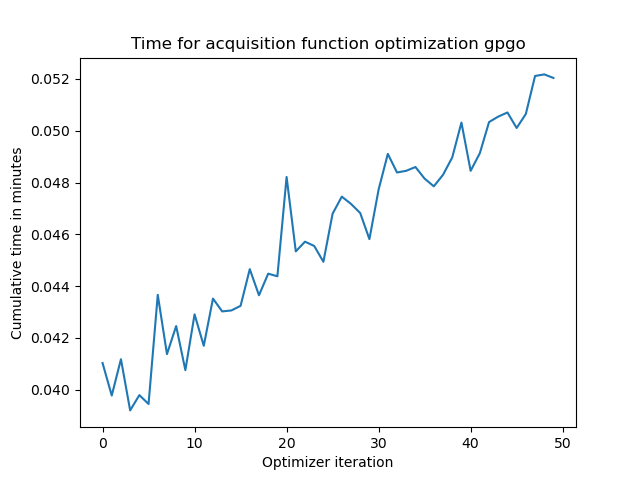 Time for acquisition function optimization gpgo
Cumulative time in minutes
0.052
0.050
0.048
0.046
0.044
0.042
0.040
0 10 20 30 40 50
Optimizer iteration